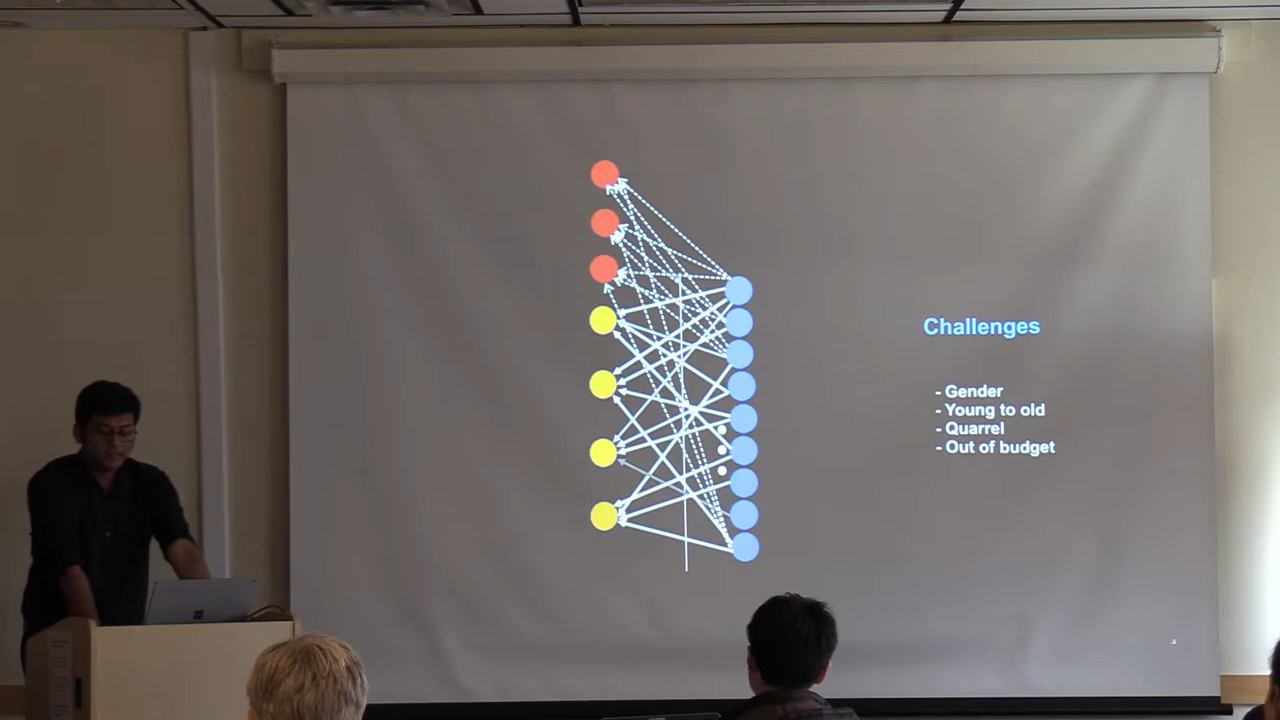 Challenges
- Gender
- Young to old
- Quarrel
- Out of budget